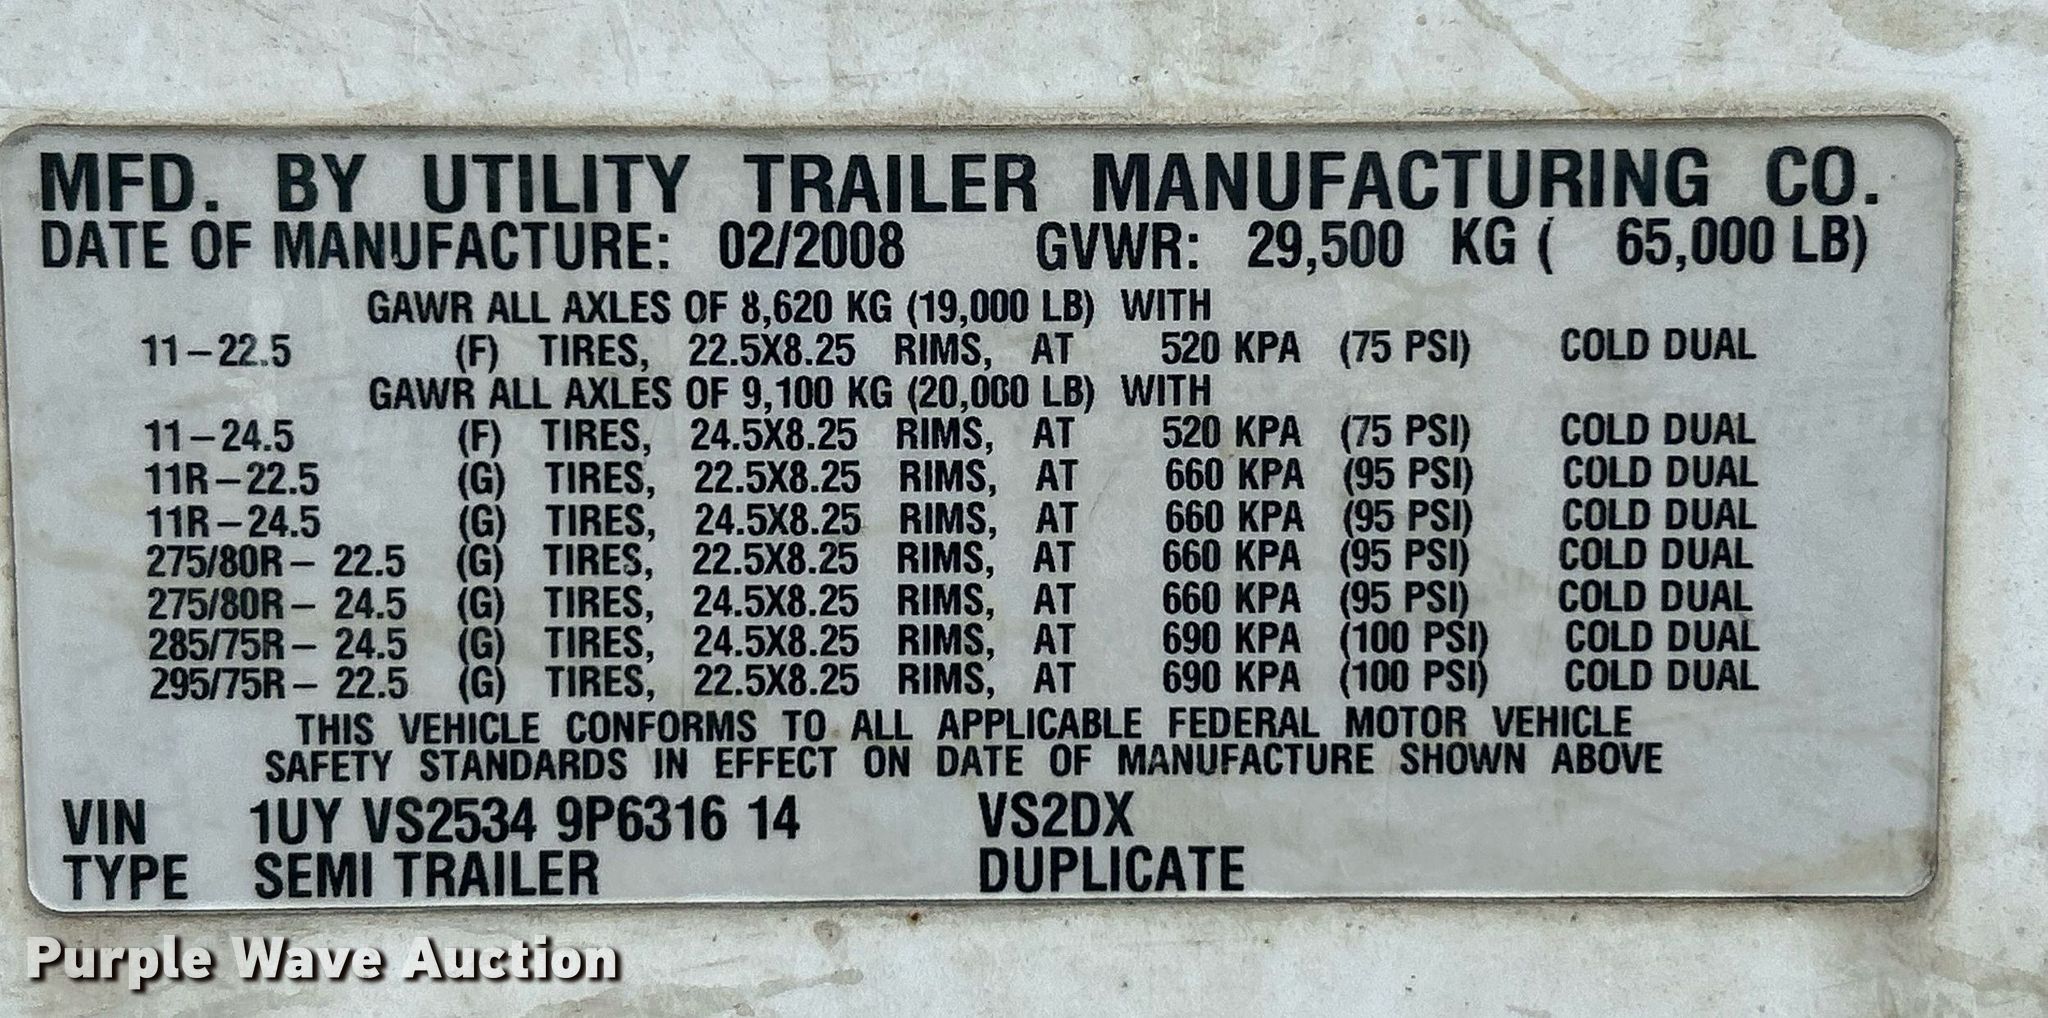 MFD. BY UTILITY TRAILER MANUFACTURING CO.
DATE OF MANUFACTURE: 02/2008 GVWR: 29,500 KG ( 65,000 LB)
GAWR ALL AXLES OF 8,620 KG (19,000 LB) WITH
11-22.5 (F) TIRES, 22.5X8.25 RIMS, AT 520 KPA (75 PSI) COLD DUAL
GAWR ALL AXLES OF 9,100 KG (20,000 LB) WITH
11-24.5 (F) TIRES, 24.5X8.25 RIMS, AT 520 KPA (75 PSI) COLD DUAL
11R-22.5 (G) TIRES, 22.5X8.25 RIMS, AT 660 KPA (95 PSI) COLD DUAL
11R-24.5 (G) TIRES, 24.5X8.25 RIMS, AT 660 KPA (95 PSI) COLD DUAL
275/80R- 22.5 (G) TIRES, 22.5X8.25 RIMS, AT 660 KPA (95 PSI) COLD DUAL
275/80R- 24.5 (G) TIRES, 24.5X8.25 RIMS, AT 660 KPA (95 PSI) COLD DUAL
285/75R- 24.5 (G) TIRES, 24.5X8.25 RIMS, AT 690 KPA (100 PSI) COLD DUAL
295/75R- 22.5 (G) TIRES, 22.5X8.25 RIMS, AT 690 KPA (100 PSI) COLD DUAL
THIS VEHICLE CONFORMS TO ALL APPLICABLE FEDERAL MOTOR VEHICLE
SAFETY STANDARDS IN EFFECT ON DATE OF MANUFACTURE SHOWN ABOVE
VIN 1UY VS2534 9P6316 14 VS2DX
TYPE SEMI TRAILER DUPLICATE
Purple Wave Auction